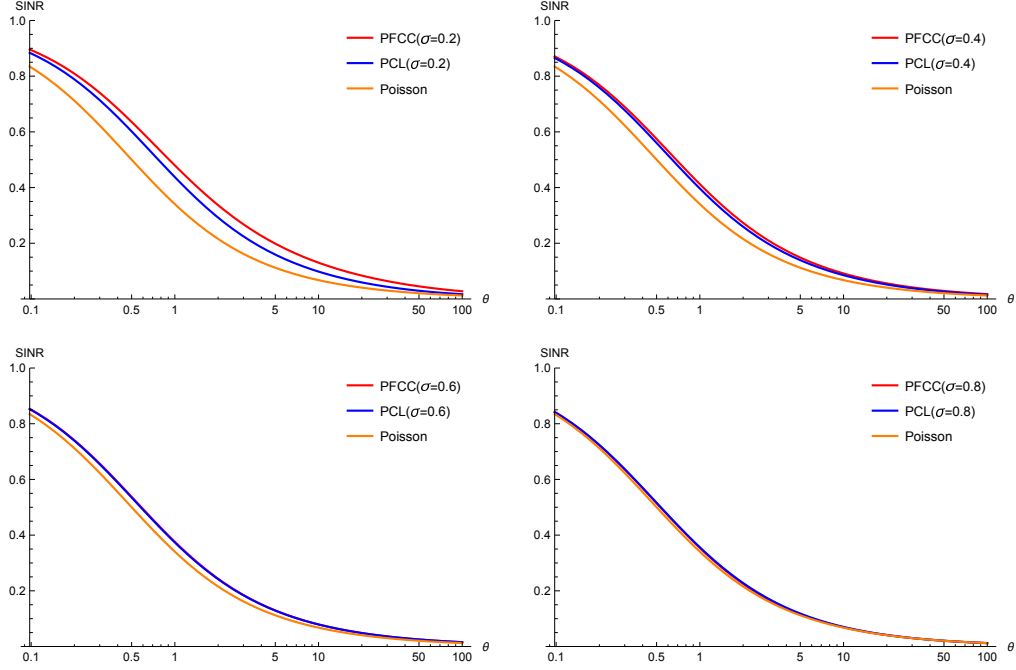 SINR
1.0
0.8
0.6
0.4
0.2
0.1 0.5 1 5 10 50 100 θ
PFCC(σ=0.2)
PCL(σ=0.2)
Poisson
SINR
1.0
0.8
0.6
0.4
0.2
0.1 0.5 1 5 10 50 100 θ
PFCC(σ=0.4)
PCL(σ=0.4)
Poisson
SINR
1.0
0.8
0.6
0.4
0.2
0.1 0.5 1 5 10 50 100 θ
PFCC(σ=0.6)
PCL(σ=0.6)
Poisson
SINR
1.0
0.8
0.6
0.4
0.2
0.1 0.5 1 5 10 50 100 θ
PFCC(σ=0.8)
PCL(σ=0.8)
Poisson